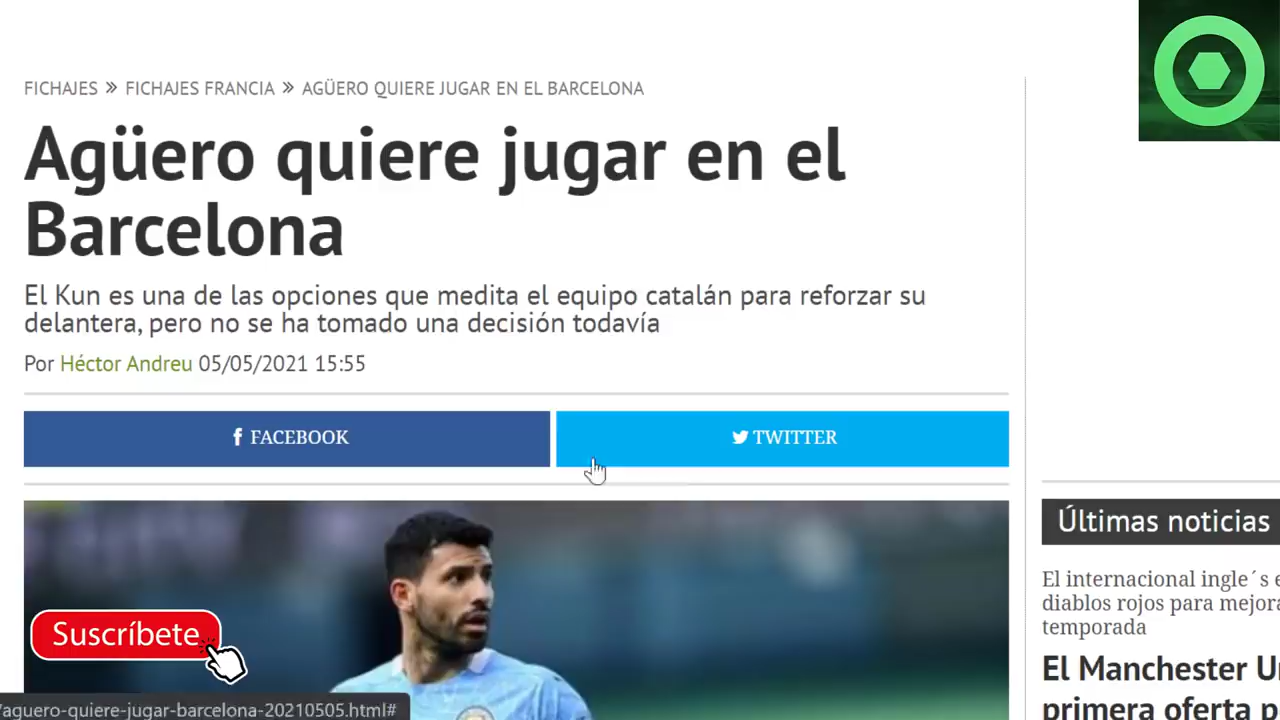 FICHAJES » FICHAJES FRANCIA » AGÜERO QUIERE JUGAR EN EL BARCELONA
Agüero quiere jugar en el
Barcelona
El Kun es una de las opciones que medita el equipo catalán para reforzar su
delantera, pero no se ha tomado una decisión todavía
Por Héctor Andreu 05/05/2021 15:55
FACEBOOK
TWITTER
Suscríbete
/aguero-quiere-jugar-barcelona-20210505.html#
Últimas noticias
El internacional ingle´s e
diablos rojos para mejora
temporada
El Manchester Un
primera oferta p